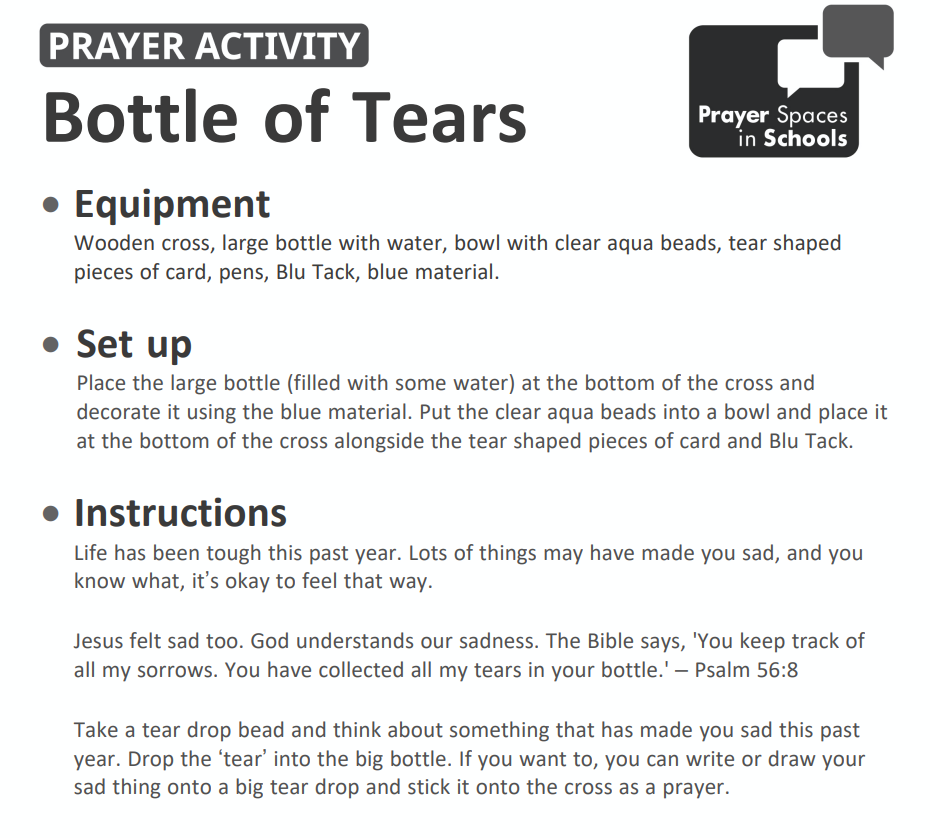 PRAYER ACTIVITY
Bottle of Tears
Prayer Spaces
in Schools
• Equipment
Wooden cross, large bottle with water, bowl with clear aqua beads, tear shaped
pieces of card, pens, Blu Tack, blue material.
• Set up
Place the large bottle (filled with some water) at the bottom of the cross and
decorate it using the blue material. Put the clear aqua beads into a bowl and place it
at the bottom of the cross alongside the tear shaped pieces of card and Blu Tack.
• Instructions
Life has been tough this past year. Lots of things may have made you sad, and you
know what, it’s okay to feel that way.
Jesus felt sad too. God understands our sadness. The Bible says, 'You keep track of
all my sorrows. You have collected all my tears in your bottle.' – Psalm 56:8
Take a tear drop bead and think about something that has made you sad this past
year. Drop the ‘tear’ into the big bottle. If you want to, you can write or draw your
sad thing onto a big tear drop and stick it onto the cross as a prayer.